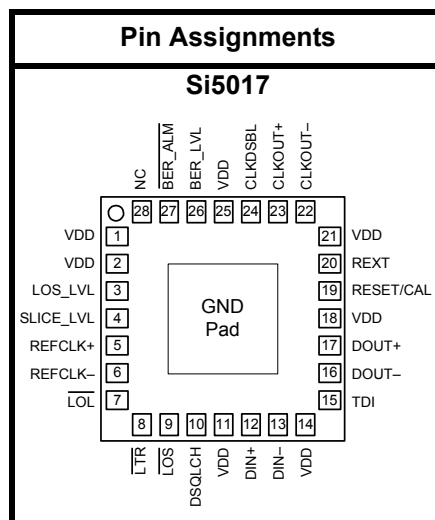 Pin Assignments
Si5017
NC
BER_ALM
BER_LVL
VDD
CLKDSBL
CLKOUT+
CLKOUT–
28 27 26 25 24 23 22
VDD 1
VDD 2
LOS_LVL 3
SLICE_LVL 4
REFCLK+ 5
REFCLK– 6
LOL 7
GND
Pad
21 VDD
20 REXT
19 RESET/CAL
18 VDD
17 DOUT+
16 DOUT–
15 TDI
8 9 10 11 12 13 14
LTR
LOS
DSQLCH
VDD
DIN+
DIN–
VDD